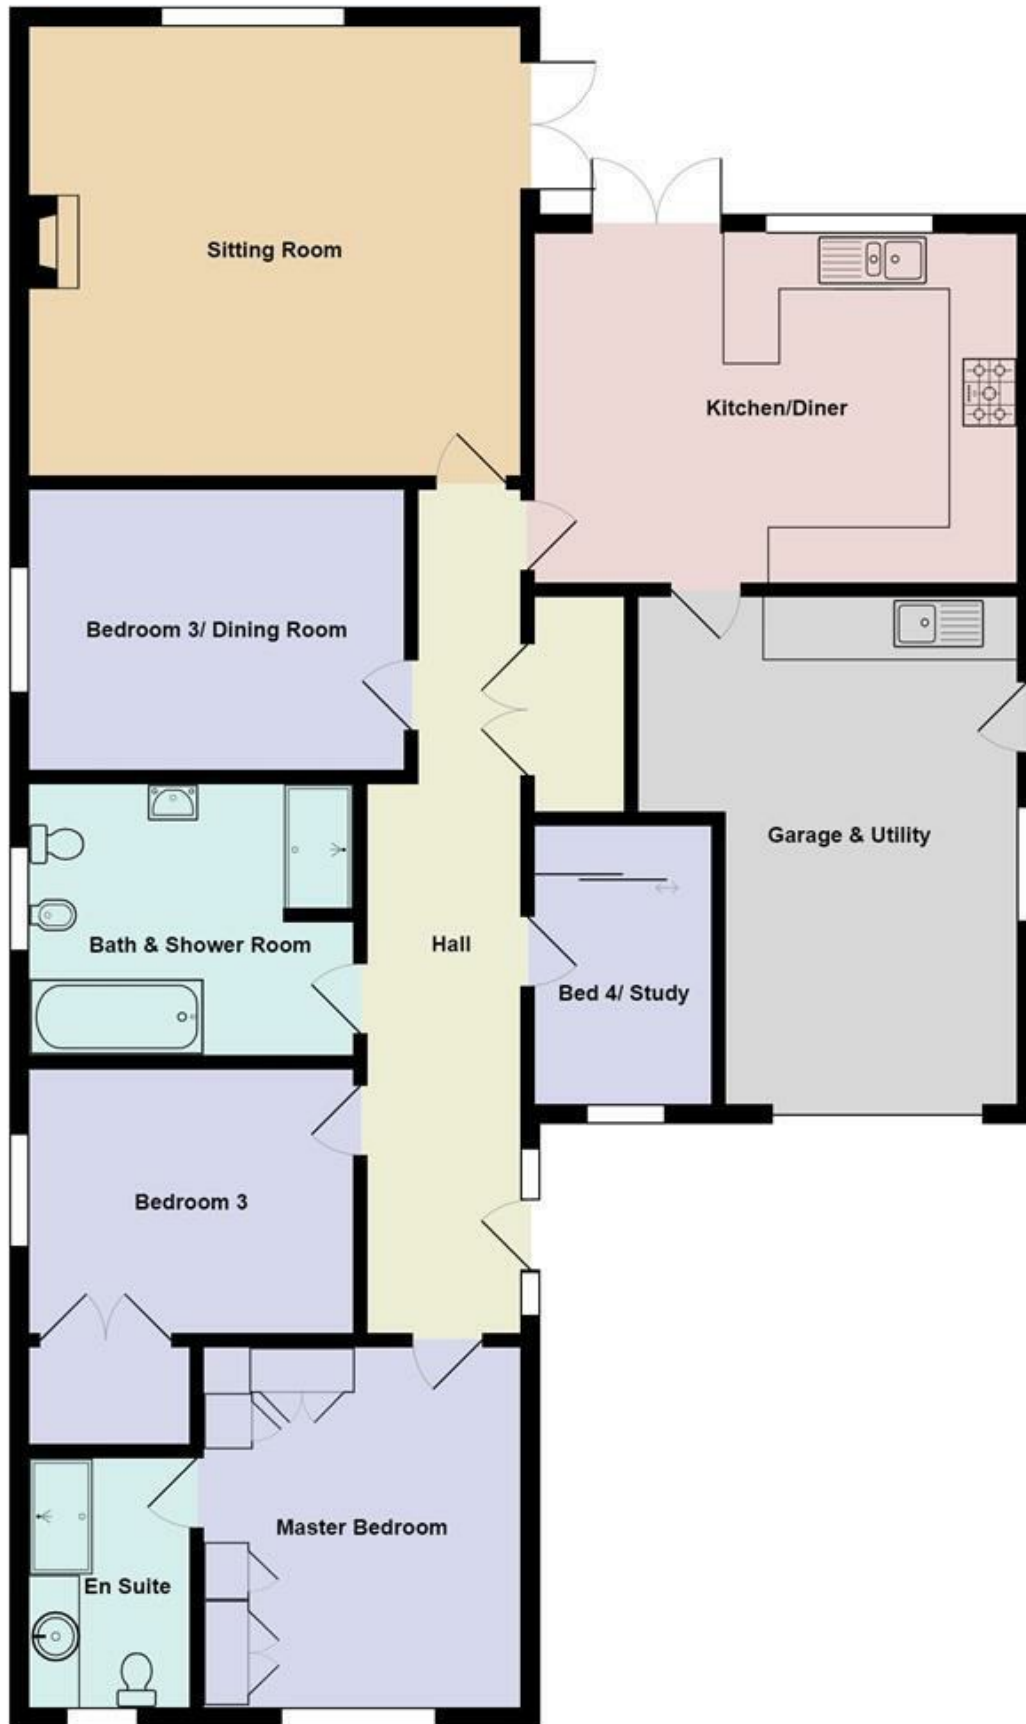 Sitting Room
Kitchen/Diner
Bedroom 3/ Dining Room
Garage & Utility
Bath & Shower Room
Hall
Bed 4/ Study
Bedroom 3
Master Bedroom
En Suite